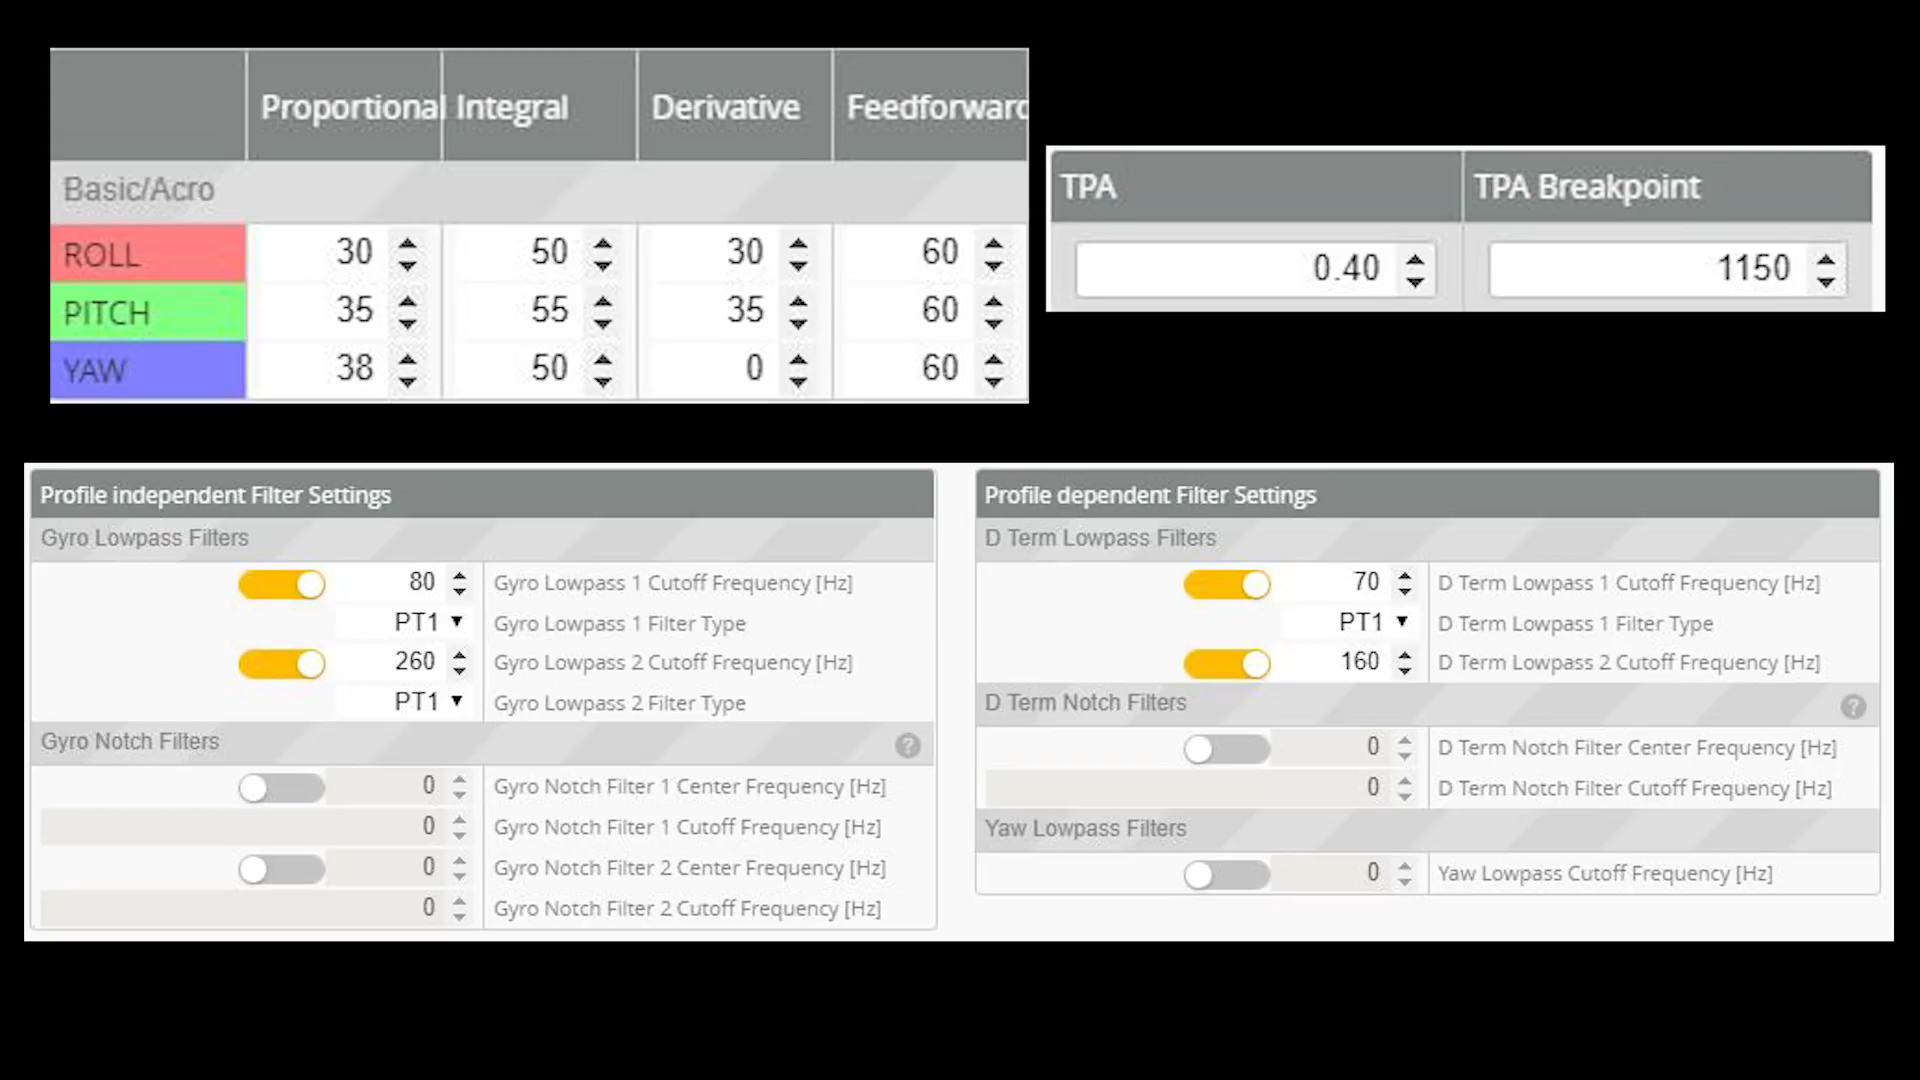 Proportional Integral Derivative Feedforward
Basic/Acro
ROLL 30 50 30 60
PITCH 35 55 35 60
YAW 38 50 0 60
TPA TPA Breakpoint
0.40 1150
Profile independent Filter Settings
Gyro Lowpass Filters
80 Gyro Lowpass 1 Cutoff Frequency [Hz]
PT1 Gyro Lowpass 1 Filter Type
260 Gyro Lowpass 2 Cutoff Frequency [Hz]
PT1 Gyro Lowpass 2 Filter Type
Gyro Notch Filters ?
0 Gyro Notch Filter 1 Center Frequency [Hz]
0 Gyro Notch Filter 1 Cutoff Frequency [Hz]
0 Gyro Notch Filter 2 Center Frequency [Hz]
0 Gyro Notch Filter 2 Cutoff Frequency [Hz]
Profile dependent Filter Settings
D Term Lowpass Filters
70 D Term Lowpass 1 Cutoff Frequency [Hz]
PT1 D Term Lowpass 1 Filter Type
160 D Term Lowpass 2 Cutoff Frequency [Hz]
D Term Notch Filters ?
0 D Term Notch Filter Center Frequency [Hz]
0 D Term Notch Filter Cutoff Frequency [Hz]
Yaw Lowpass Filters
0 Yaw Lowpass Cutoff Frequency [Hz]